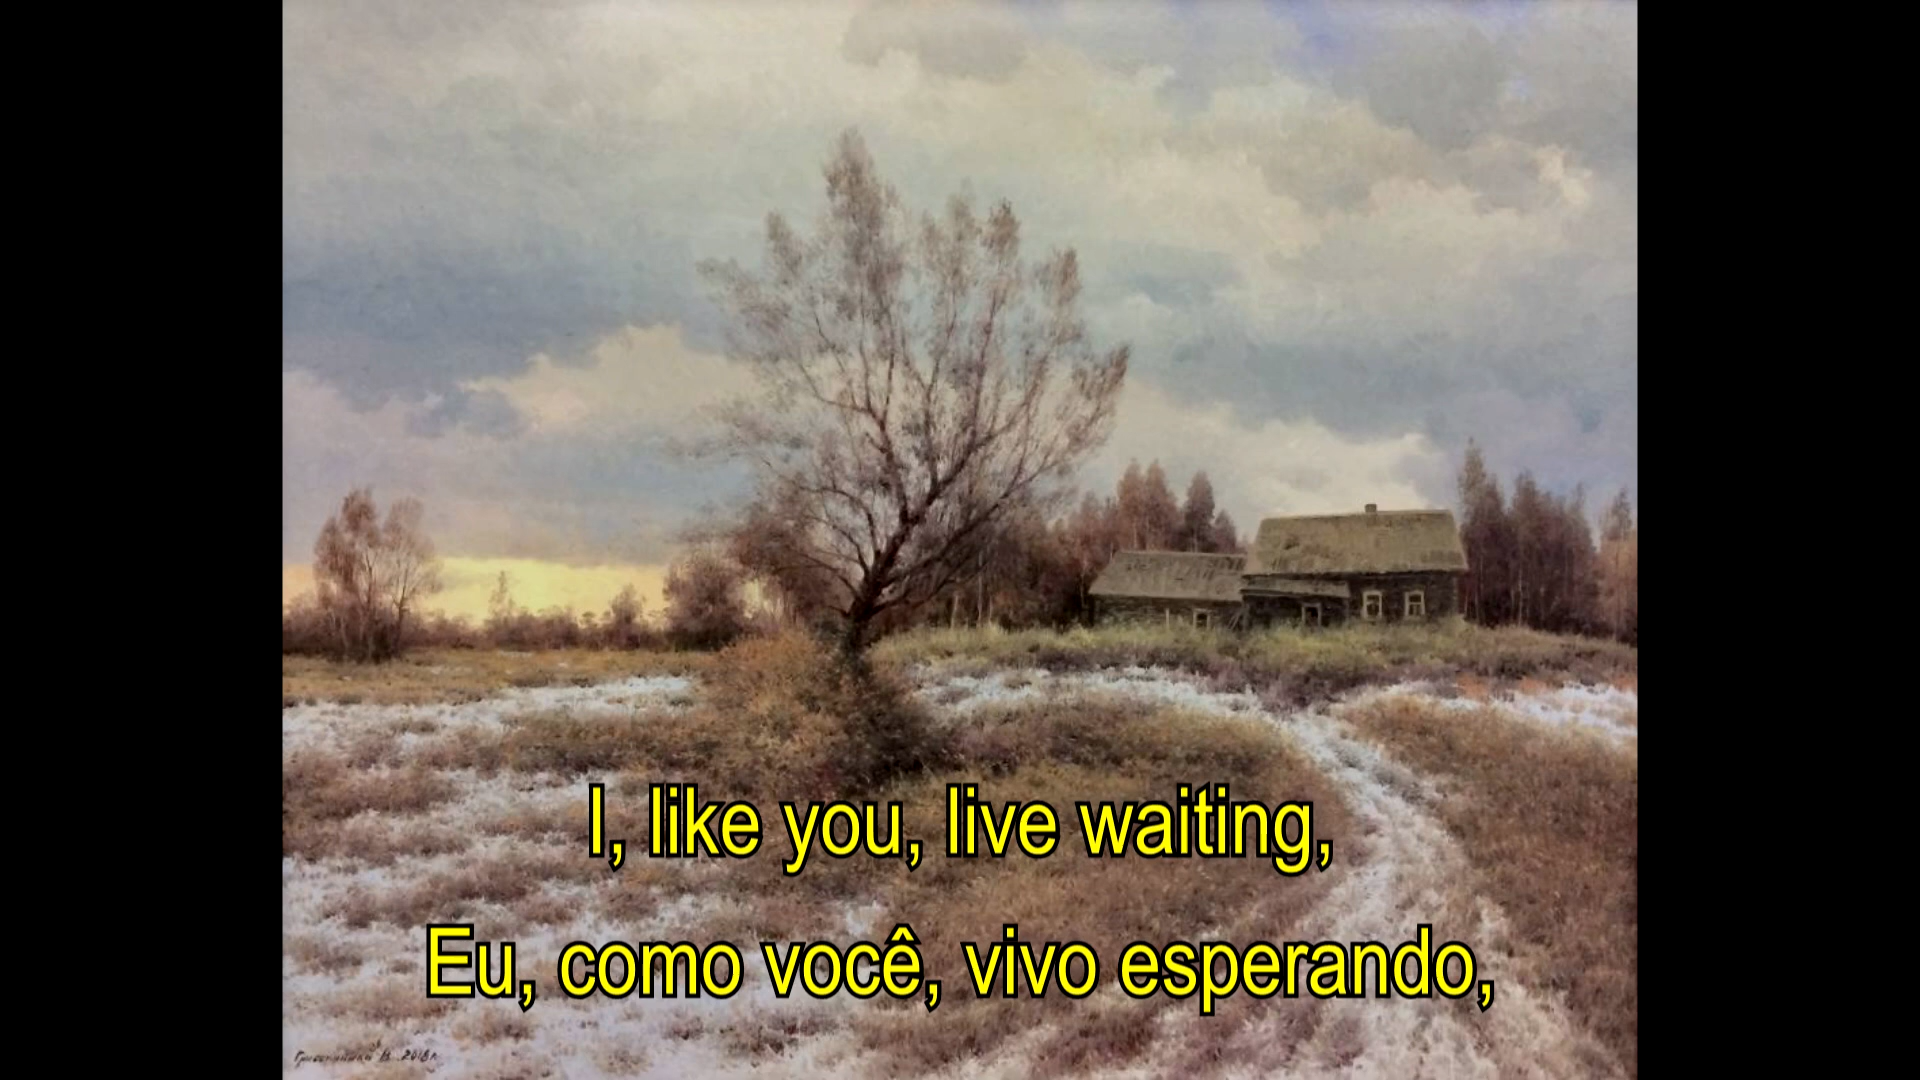 I, like you, live waiting,
Eu, como você, vivo esperando,